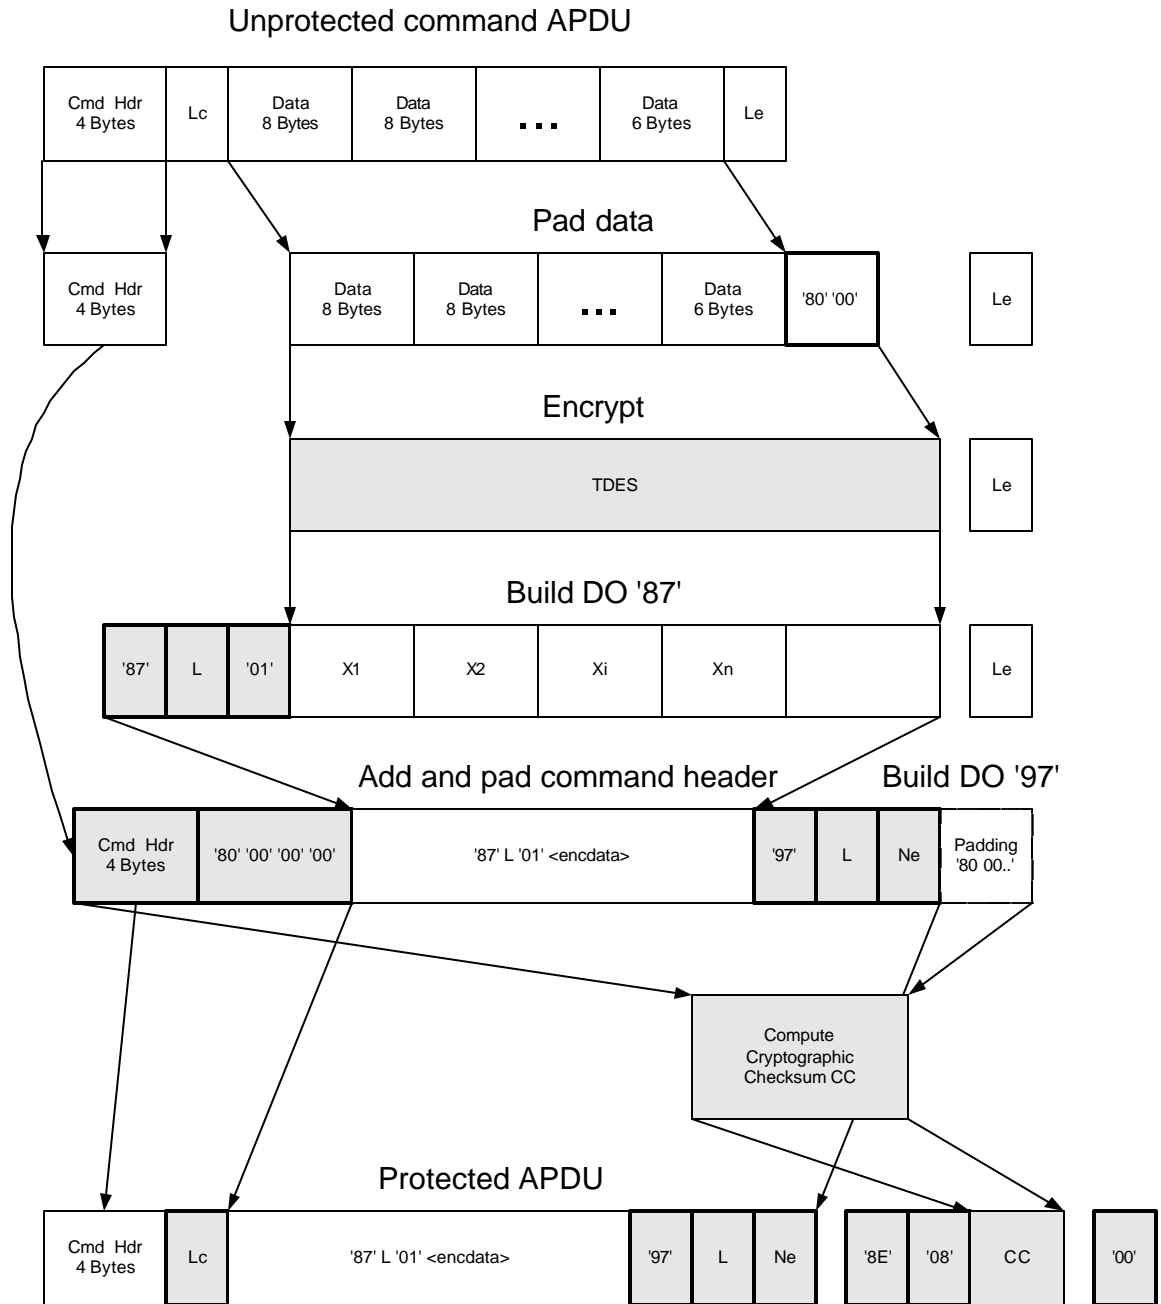 Unprotected command APDU
Cmd Hdr
4 Bytes
Lc
Data
8 Bytes
Data
8 Bytes
...
Data
6 Bytes
Le
Pad data
Cmd Hdr
4 Bytes
Data
8 Bytes
Data
8 Bytes
...
Data
6 Bytes
'80' '00'
Le
Encrypt
TDES
Le
Build DO '87'
'87'
L
'01'
X1
X2
Xi
Xn
Le
Add and pad command header
Build DO '97'
Cmd Hdr
4 Bytes
'80' '00' '00' '00'
'87' L '01' <encdata>
'97'
L
Ne
Padding
'80 00..'
Compute
Cryptographic
Checksum CC
Protected APDU
Cmd Hdr
4 Bytes
Lc
'87' L '01' <encdata>
'97'
L
Ne
'8E'
'08'
CC
'00'